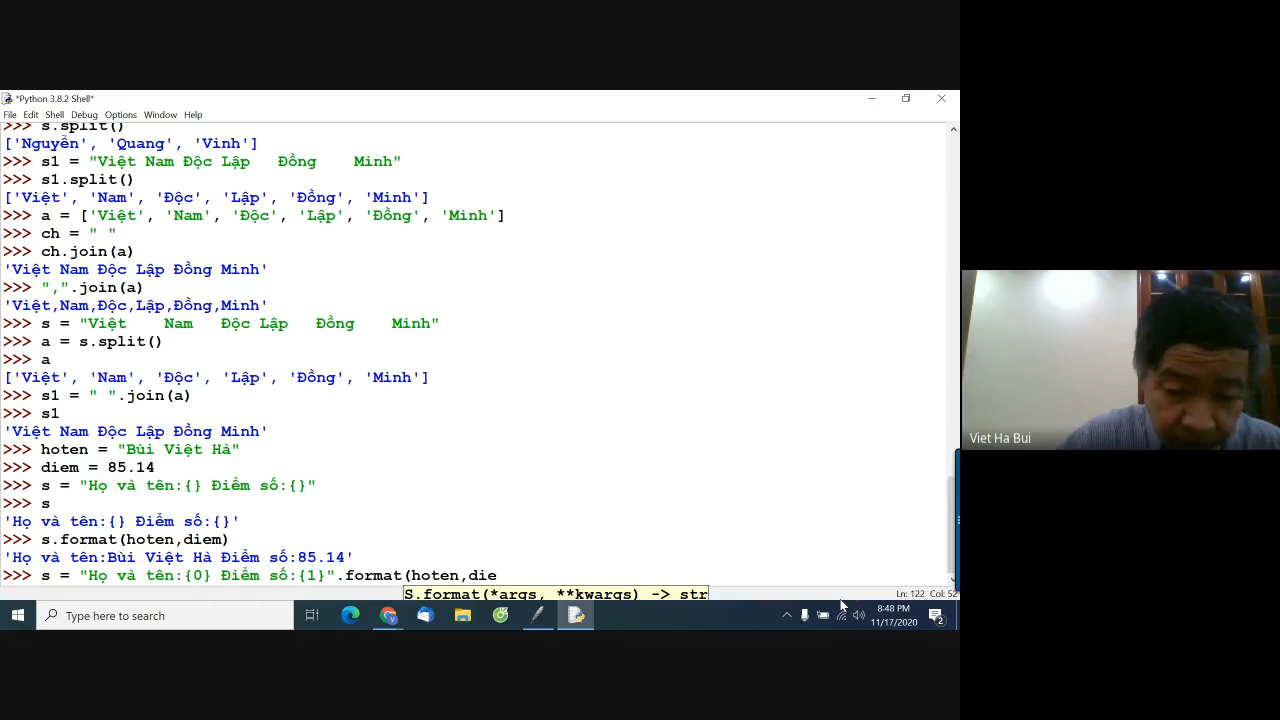 *Python 3.8.2 Shell*
File Edit Shell Debug Options Window Help
>>> s.split()
['Nguyễn', 'Quang', 'Vinh']
>>> s1 = "Việt Nam Độc Lập   Đồng    Minh"
>>> s1.split()
['Việt', 'Nam', 'Độc', 'Lập', 'Đồng', 'Minh']
>>> a = ['Việt', 'Nam', 'Độc', 'Lập', 'Đồng', 'Minh']
>>> ch = " "
>>> ch.join(a)
'Việt Nam Độc Lập Đồng Minh'
>>> ",".join(a)
'Việt,Nam,Độc,Lập,Đồng,Minh'
>>> s = "Việt    Nam   Độc Lập   Đồng    Minh"
>>> a = s.split()
>>> a
['Việt', 'Nam', 'Độc', 'Lập', 'Đồng', 'Minh']
>>> s1 = " ".join(a)
>>> s1
'Việt Nam Độc Lập Đồng Minh'
>>> hoten = "Bùi Việt Hà"
>>> diem = 85.14
>>> s = "Họ và tên:{} Điểm số:{}"
>>> s
'Họ và tên:{} Điểm số:{}'
>>> s.format(hoten,diem)
'Họ và tên:Bùi Việt Hà Điểm số:85.14'
>>> s = "Họ và tên:{0} Điểm số:{1}".format(hoten,die
S.format(*args, **kwargs) -> str
Ln: 122 Col: 52
Type here to search
8:48 PM
11/17/2020
2
Viet Ha Bui